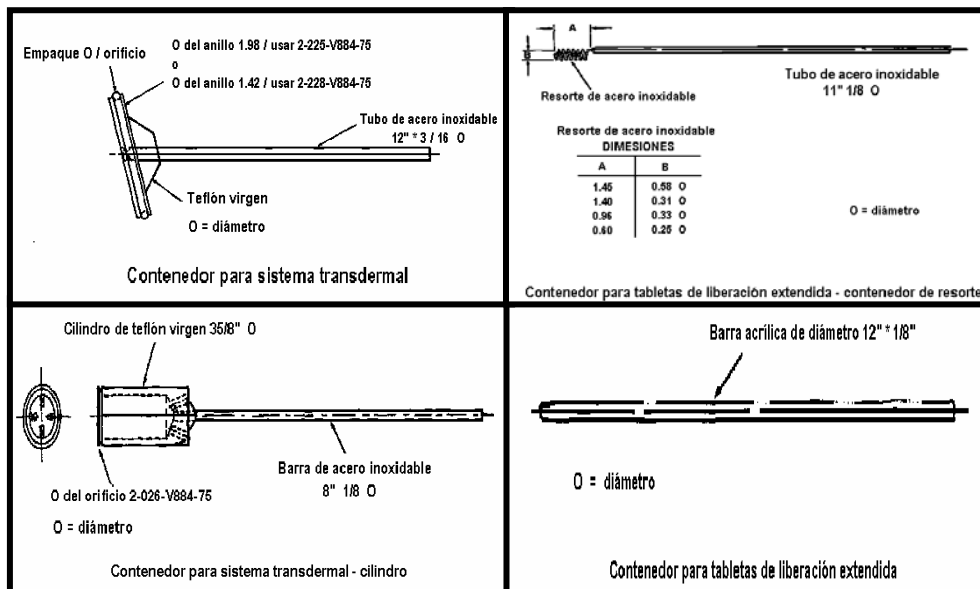 Empaque O / orificio
O del anillo 1.98 / usar 2-225-V884-75
o
O del anillo 1.42 / usar 2-228-V884-75
Tubo de acero inoxidable
12" * 3 / 16 O
Teflón virgen
O = diámetro
Contenedor para sistema transdermal
A
B
Resorte de acero inoxidable
Tubo de acero inoxidable
11" 1/8 O
Resorte de acero inoxidable
DIMESIONES
A B
1.45 0.58 O
1.40 0.31 O
0.96 0.33 O
0.60 0.25 O
O = diámetro
Contenedor para tabletas de liberación extendida - contenedor de resorte
Cilindro de teflón virgen 35/8" O
Barra de acero inoxidable
8" 1/8 O
O del orificio 2-026-V884-75
O = diámetro
Contenedor para sistema transdermal - cilindro
Barra acrílica de diámetro 12" * 1/8"
O = diámetro
Contenedor para tabletas de liberación extendida